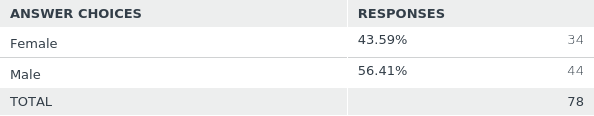 ANSWER CHOICES RESPONSES
Female 43.59% 34
Male 56.41% 44
TOTAL 78